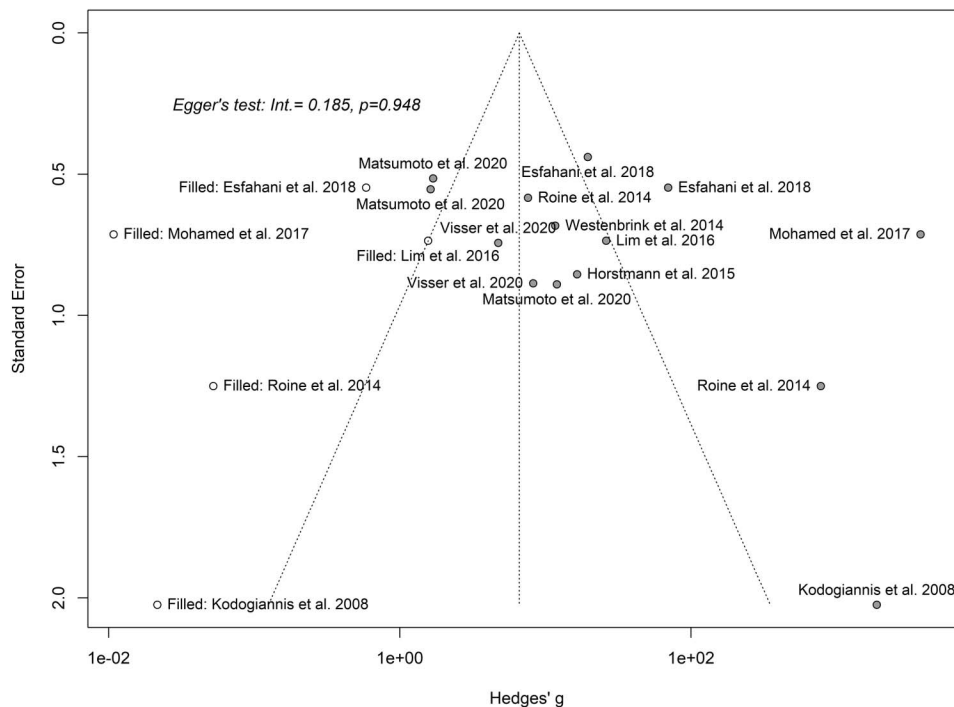 0.0
Egger's test: Int.= 0.185, p=0.948
Matsumoto et al. 2020
Esfahani et al. 2018
0.5
Filled: Esfahani et al. 2018
Esfahani et al. 2018
Matsumoto et al. 2020
Roine et al. 2014
Visser et al. 2020
Westenbrink et al. 2014
Filled: Mohamed et al. 2017
Lim et al. 2016
Mohamed et al. 2017
Filled: Lim et al. 2016
Visser et al. 2020
Horstmann et al. 2015
Matsumoto et al. 2020
1.0
Standard Error
Filled: Roine et al. 2014
Roine et al. 2014
1.5
Kodogiannis et al. 2008
2.0
Filled: Kodogiannis et al. 2008
1e-02
1e+00
1e+02
Hedges' g